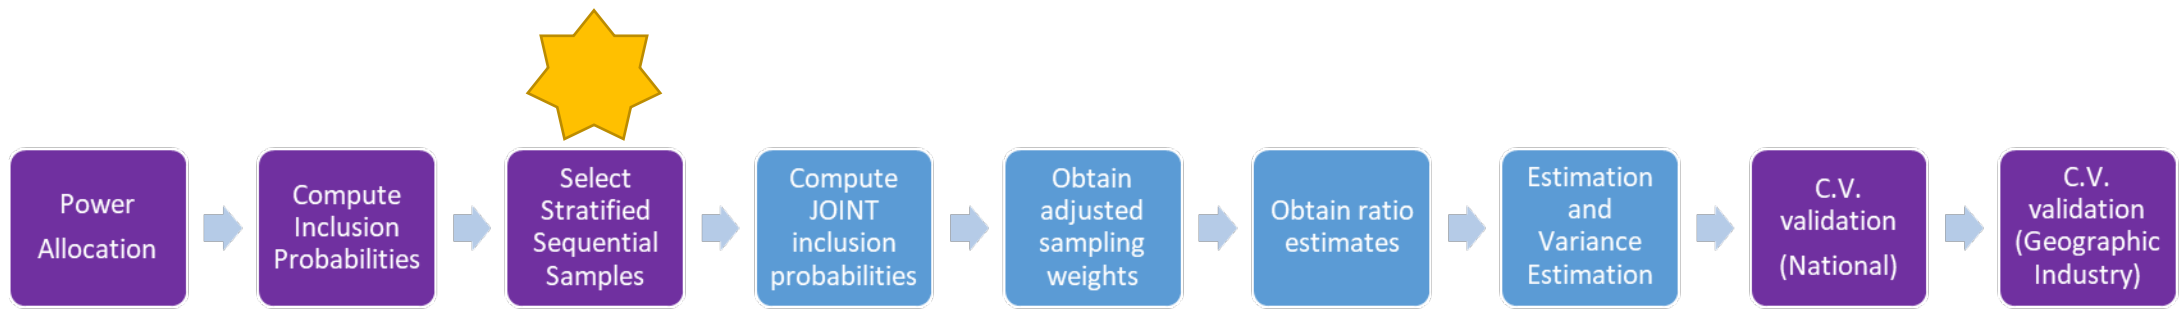 Power
Allocation
Compute
Inclusion
Probabilities
Select
Stratified
Sequential
Samples
Compute
JOINT
inclusion
probabilities
Obtain
adjusted
sampling
weights
Obtain ratio
estimates
Estimation
and
Variance
Estimation
C.V.
validation
(National)
C.V.
validation
(Geographic
Industry)